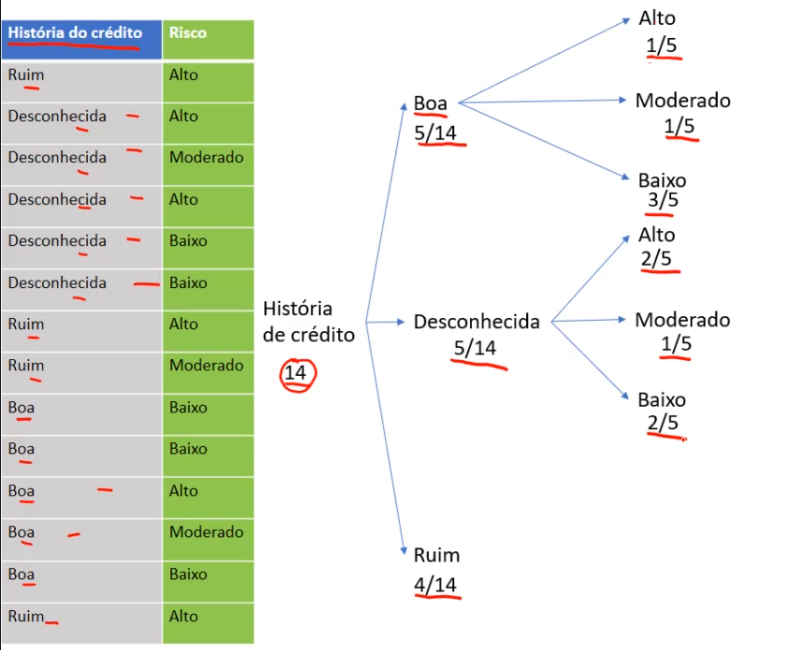 História do crédito Risco
Ruim Alto
Desconhecida Alto
Desconhecida Moderado
Desconhecida Alto
Desconhecida Baixo
Desconhecida Baixo
Ruim Alto
Ruim Moderado
Boa Baixo
Boa Baixo
Boa Alto
Boa Moderado
Boa Baixo
Ruim Alto
História
de crédito
14
Boa
5/14
Alto
1/5
Moderado
1/5
Baixo
3/5
Desconhecida
5/14
Alto
2/5
Moderado
1/5
Baixo
2/5
Ruim
4/14